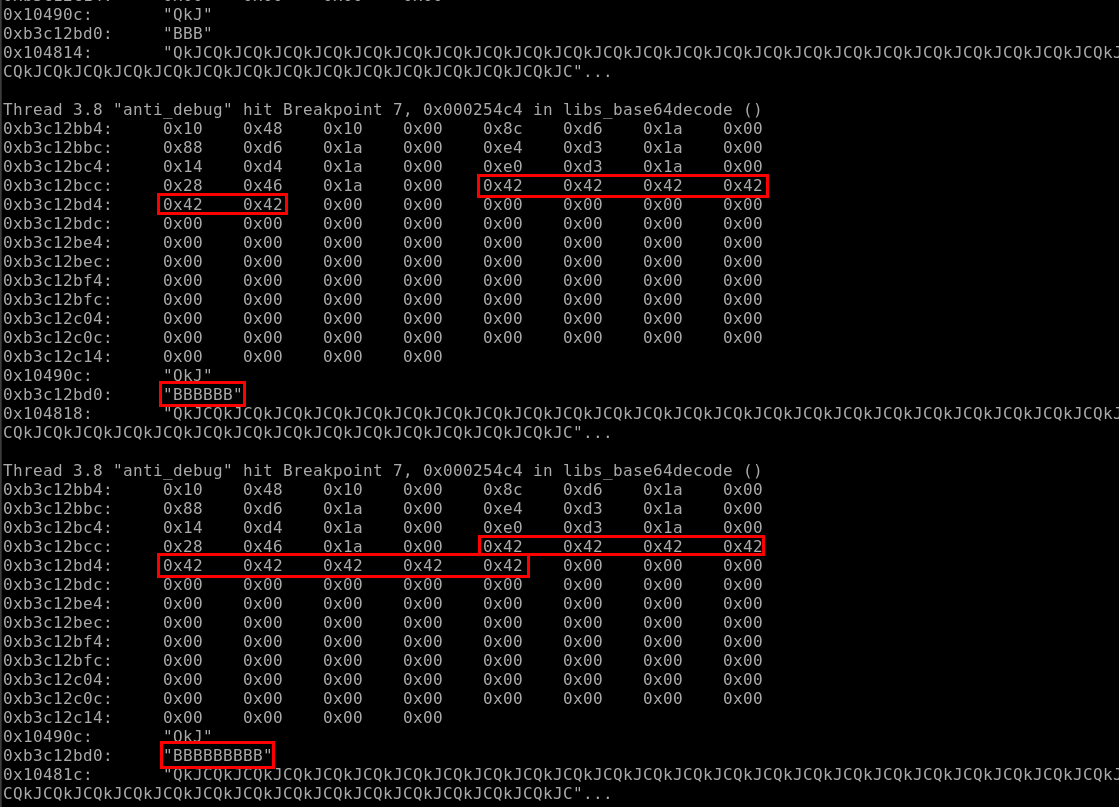 0x10490c: "QkJ"
0xb3c12bd0: "BBB"
0x104814: "QkJCQkJCQkJCQkJCQkJCQkJCQkJCQkJCQkJCQkJCQkJCQkJCQkJCQkJCQkJCQkJCQkJCQkJCQkJCQkJCQkJCQkJCQkJCQkJ
CQkJCQkJCQkJCQkJCQkJCQkJCQkJCQkJCQkJCQkJCQkJCQkJCQkJCQkJC"...
Thread 3.8 "anti_debug" hit Breakpoint 7, 0x000254c4 in libs_base64decode ()
0xb3c12bb4: 0x10 0x48 0x10 0x00 0x8c 0xd6 0x1a 0x00
0xb3c12bbc: 0x88 0xd6 0x1a 0x00 0xe4 0xd3 0x1a 0x00
0xb3c12bc4: 0x14 0xd4 0x1a 0x00 0xe0 0xd3 0x1a 0x00
0xb3c12bcc: 0x28 0x46 0x1a 0x00 0x42 0x42 0x42 0x42
0xb3c12bd4: 0x42 0x42 0x00 0x00 0x00 0x00 0x00 0x00
0xb3c12bdc: 0x00 0x00 0x00 0x00 0x00 0x00 0x00 0x00
0xb3c12be4: 0x00 0x00 0x00 0x00 0x00 0x00 0x00 0x00
0xb3c12bec: 0x00 0x00 0x00 0x00 0x00 0x00 0x00 0x00
0xb3c12bf4: 0x00 0x00 0x00 0x00 0x00 0x00 0x00 0x00
0xb3c12bfc: 0x00 0x00 0x00 0x00 0x00 0x00 0x00 0x00
0xb3c12c04: 0x00 0x00 0x00 0x00 0x00 0x00 0x00 0x00
0xb3c12c0c: 0x00 0x00 0x00 0x00 0x00 0x00 0x00 0x00
0xb3c12c14: 0x00 0x00 0x00 0x00
0x10490c: "QkJ"
0xb3c12bd0: "BBBBBB"
0x104818: "QkJCQkJCQkJCQkJCQkJCQkJCQkJCQkJCQkJCQkJCQkJCQkJCQkJCQkJCQkJCQkJCQkJCQkJCQkJCQkJCQkJCQkJCQkJCQkJ
CQkJCQkJCQkJCQkJCQkJCQkJCQkJCQkJCQkJCQkJCQkJCQkJCQkJCQkJC"...
Thread 3.8 "anti_debug" hit Breakpoint 7, 0x000254c4 in libs_base64decode ()
0xb3c12bb4: 0x10 0x48 0x10 0x00 0x8c 0xd6 0x1a 0x00
0xb3c12bbc: 0x88 0xd6 0x1a 0x00 0xe4 0xd3 0x1a 0x00
0xb3c12bc4: 0x14 0xd4 0x1a 0x00 0xe0 0xd3 0x1a 0x00
0xb3c12bcc: 0x28 0x46 0x1a 0x00 0x42 0x42 0x42 0x42
0xb3c12bd4: 0x42 0x42 0x42 0x42 0x42 0x00 0x00 0x00
0xb3c12bdc: 0x00 0x00 0x00 0x00 0x00 0x00 0x00 0x00
0xb3c12be4: 0x00 0x00 0x00 0x00 0x00 0x00 0x00 0x00
0xb3c12bec: 0x00 0x00 0x00 0x00 0x00 0x00 0x00 0x00
0xb3c12bf4: 0x00 0x00 0x00 0x00 0x00 0x00 0x00 0x00
0xb3c12bfc: 0x00 0x00 0x00 0x00 0x00 0x00 0x00 0x00
0xb3c12c04: 0x00 0x00 0x00 0x00 0x00 0x00 0x00 0x00
0xb3c12c0c: 0x00 0x00 0x00 0x00 0x00 0x00 0x00 0x00
0xb3c12c14: 0x00 0x00 0x00 0x00
0x10490c: "QkJ"
0xb3c12bd0: "BBBBBBBBB"
0x10481c: "QkJCQkJCQkJCQkJCQkJCQkJCQkJCQkJCQkJCQkJCQkJCQkJCQkJCQkJCQkJCQkJCQkJCQkJCQkJCQkJCQkJCQkJCQkJCQkJ
CQkJCQkJCQkJCQkJCQkJCQkJCQkJCQkJCQkJCQkJCQkJCQkJCQkJCQkJC"...